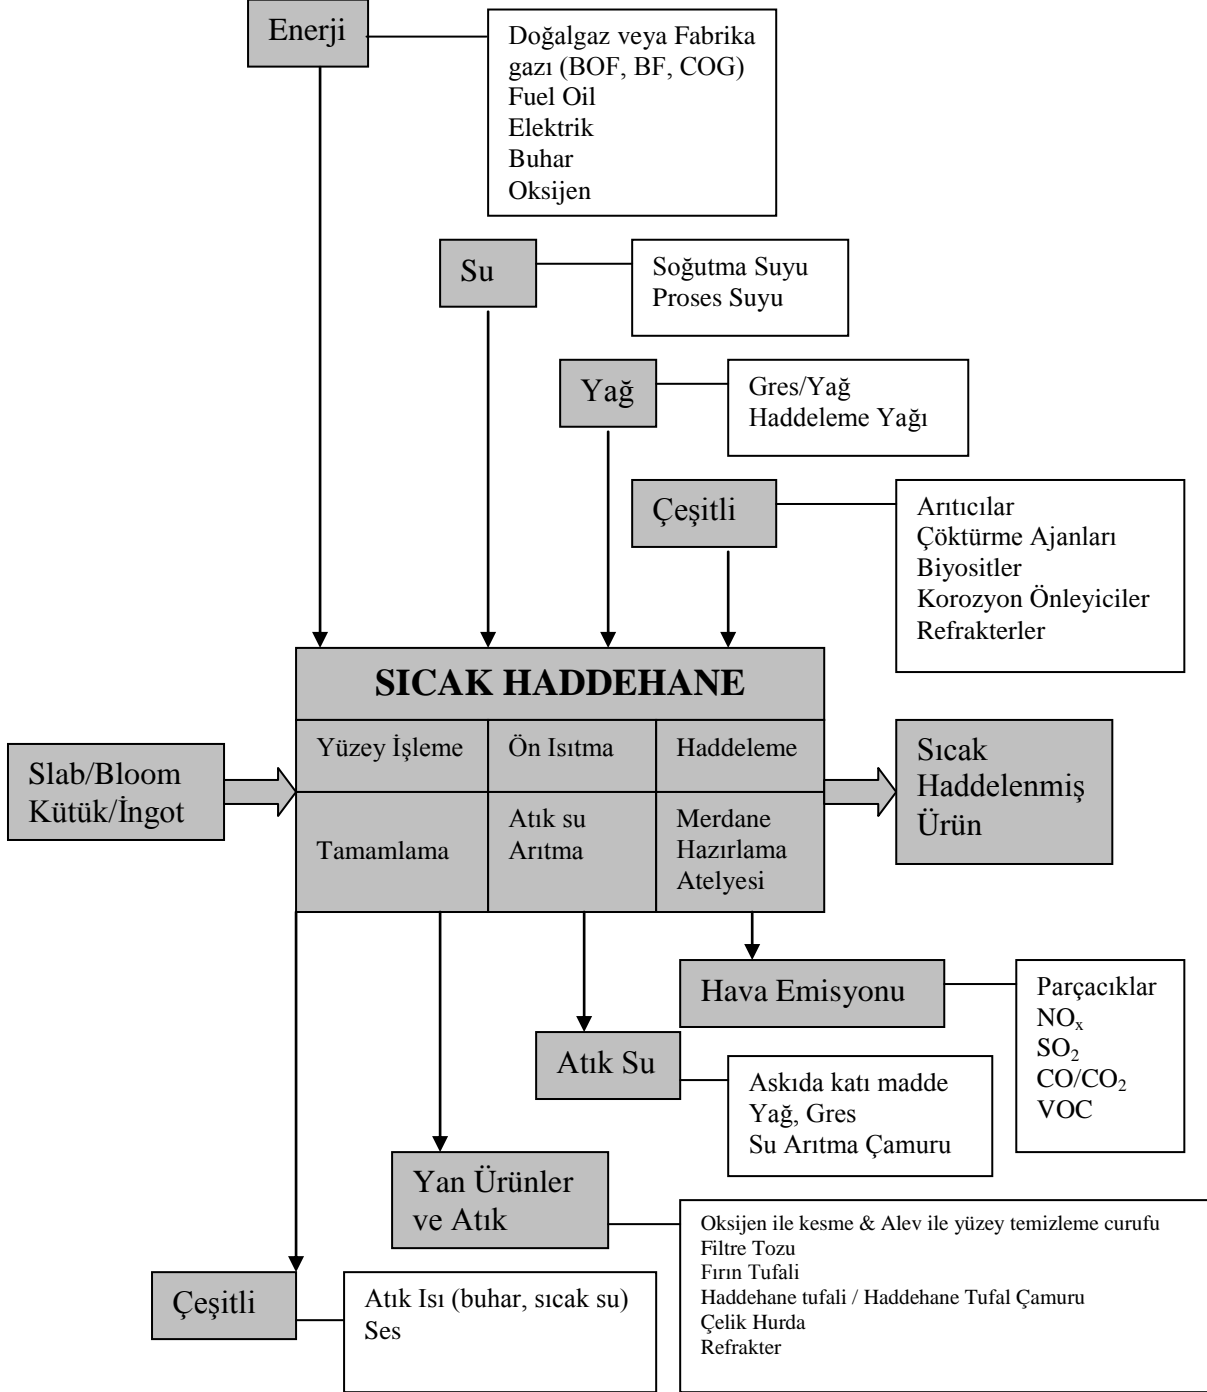 Enerji
Doğalgaz veya Fabrika
gazı (BOF, BF, COG)
Fuel Oil
Elektrik
Buhar
Oksijen
Su
Soğutma Suyu
Proses Suyu
Yağ
Gres/Yağ
Haddeleme Yağı
Çeşitli
Arıtıcılar
Çöktürme Ajanları
Biyositler
Korozyon Önleyiciler
Refrakterler
SICAK HADDEHANE
Yüzey İşleme
Ön Isıtma
Haddeleme
Tamamlama
Atık su
Arıtma
Merdane
Hazırlama
Atelyesi
Slab/Bloom
Kütük/İngot
Sıcak
Haddelenmiş
Ürün
Hava Emisyonu
Parçacıklar
NOₓ
SO₂
CO/CO₂
VOC
Atık Su
Askıda katı madde
Yağ, Gres
Su Arıtma Çamuru
Yan Ürünler
ve Atık
Oksijen ile kesme & Alev ile yüzey temizleme curufu
Filtre Tozu
Fırın Tufali
Haddehane tufali / Haddehane Tufal Çamuru
Çelik Hurda
Refrakter
Çeşitli
Atık Isı (buhar, sıcak su)
Ses